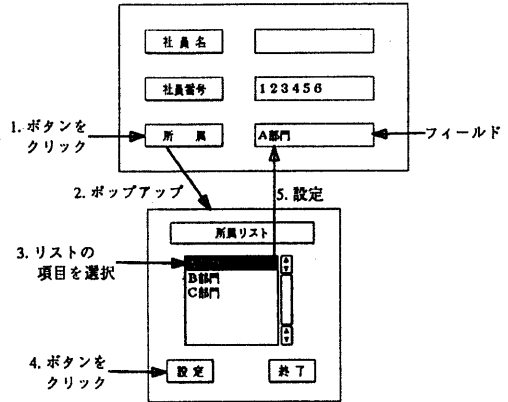 社員名
社員番号
123456
1. ボタンを
クリック
所 属
A部門
フィールド
2. ポップアップ
5. 設定
所属リスト
3. リストの
項目を選択
B部門
C部門
4. ボタンを
クリック
設定
終了